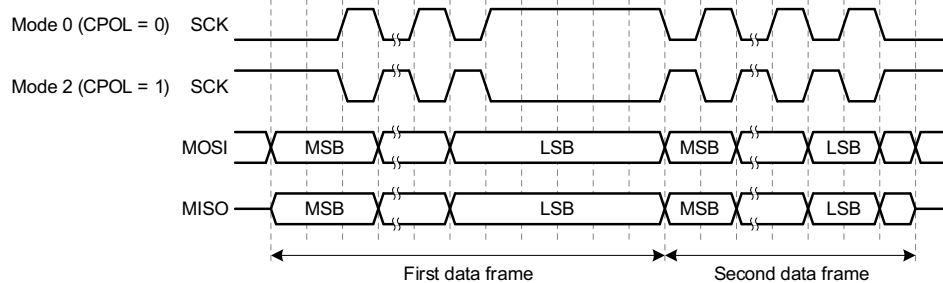 Mode 0 (CPOL = 0) SCK
Mode 2 (CPOL = 1) SCK
MOSI MSB LSB MSB LSB
MISO MSB LSB MSB LSB
First data frame Second data frame